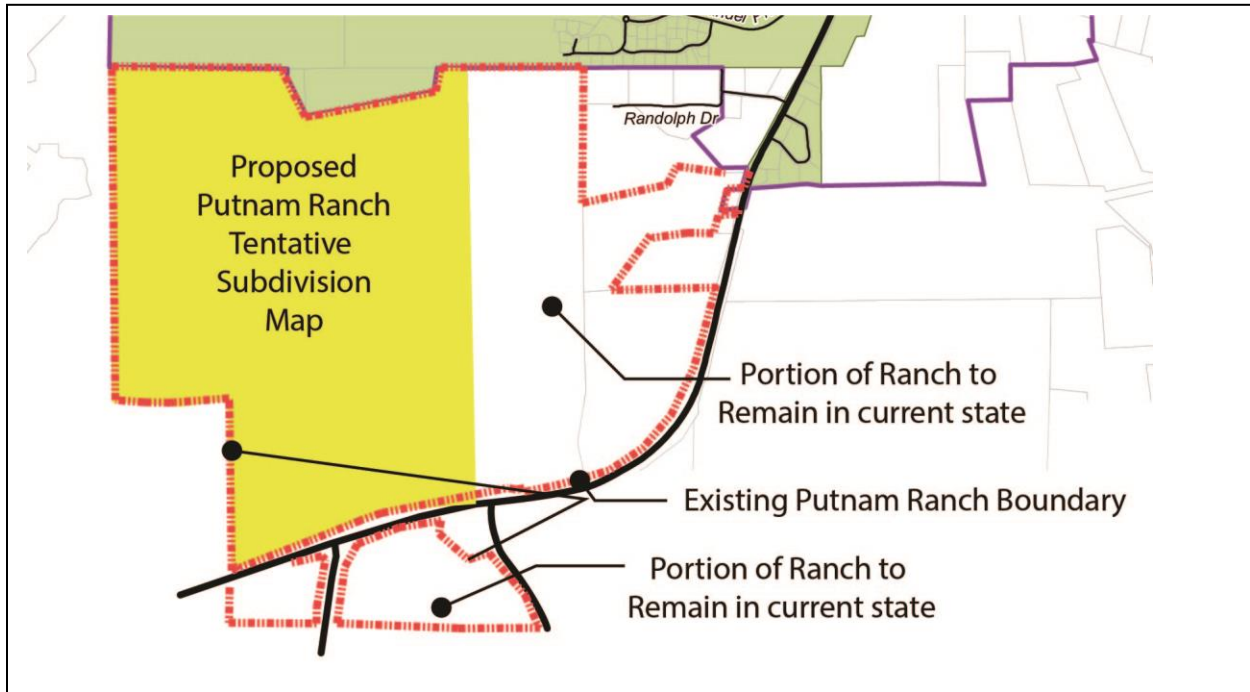 Randolph Dr
Proposed
Putnam Ranch
Tentative
Subdivision
Map
Portion of Ranch to
Remain in current state
Existing Putnam Ranch Boundary
Portion of Ranch to
Remain in current state